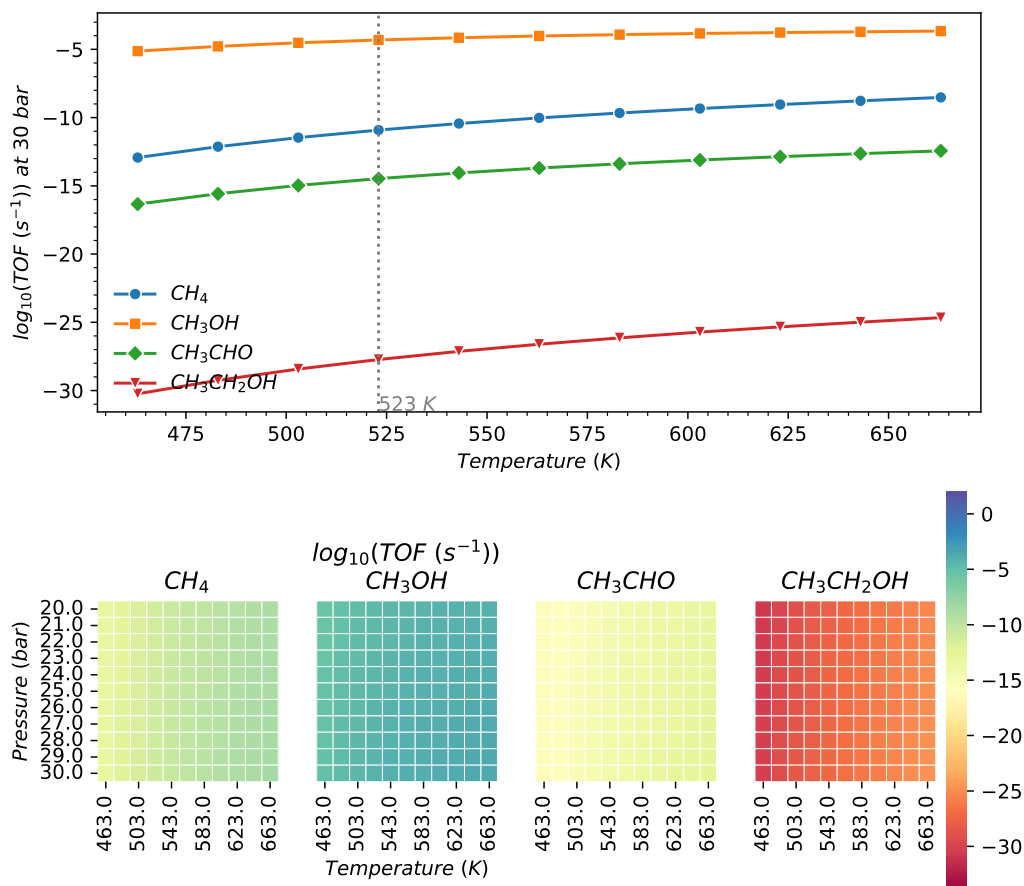 log₁₀(TOF (s⁻¹)) at 30 bar
−5
−10
−15
−20
−25
−30
CH₄
CH₃OH
CH₃CHO
CH₃CH₂OH
523 K
475 500 525 550 575 600 625 650
Temperature (K)
log₁₀(TOF (s⁻¹))
CH₄ CH₃OH CH₃CHO CH₃CH₂OH
Pressure (bar)
20.0
21.0
22.0
23.0
24.0
25.0
26.0
27.0
28.0
29.0
30.0
463.0 503.0 543.0 583.0 623.0 663.0
463.0 503.0 543.0 583.0 623.0 663.0
463.0 503.0 543.0 583.0 623.0 663.0
463.0 503.0 543.0 583.0 623.0 663.0
Temperature (K)
0
−5
−10
−15
−20
−25
−30